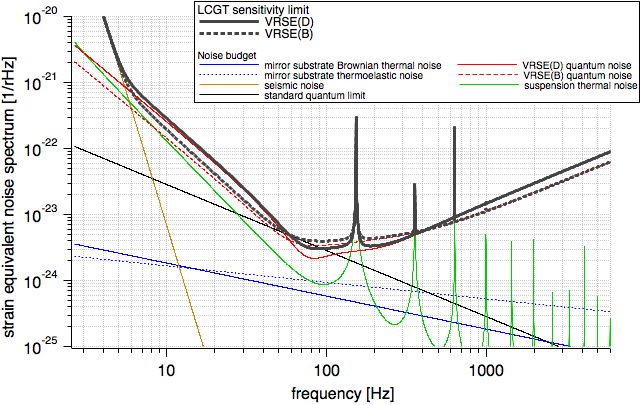 LCGT sensitivity limit
VRSE(D)
VRSE(B)
Noise budget
mirror substrate Brownian thermal noise
mirror substrate thermoelastic noise
seismic noise
standard quantum limit
VRSE(D) quantum noise
VRSE(B) quantum noise
suspension thermal noise
strain equivalent noise spectrum [1/rHz]
10-20
10-21
10-22
10-23
10-24
10-25
10
100
1000
frequency [Hz]